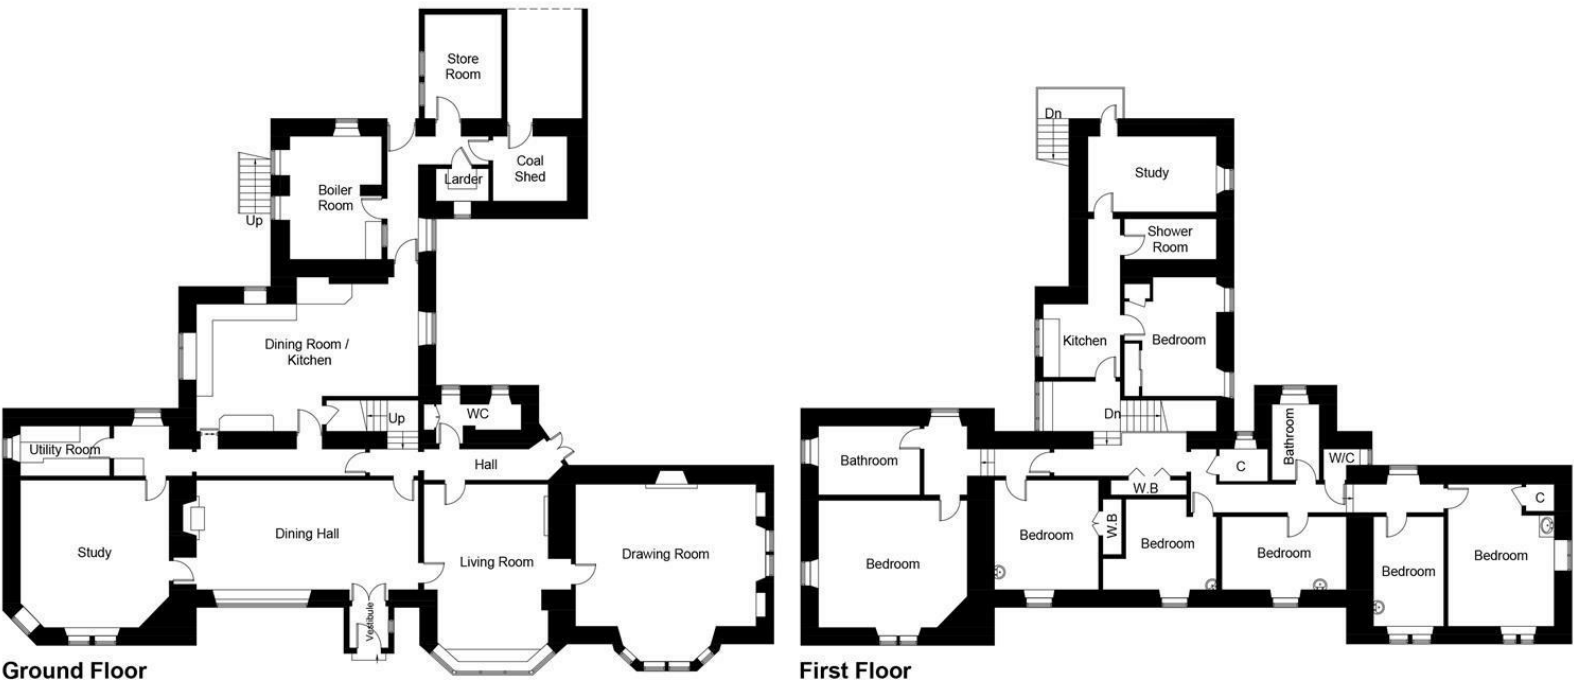 Store
Room
Boiler
Room
Larder
Coal
Shed
Up
Dining Room /
Kitchen
Up
WC
Utility Room
Hall
Study
Dining Hall
Living Room
Drawing Room
Vestibule
Ground Floor
Dn
Study
Shower
Room
Kitchen
Bedroom
Dn
Bathroom
Bathroom
C
W/C
W.B
C
W.B
Bedroom
Bedroom
Bedroom
Bedroom
Bedroom
Bedroom
First Floor